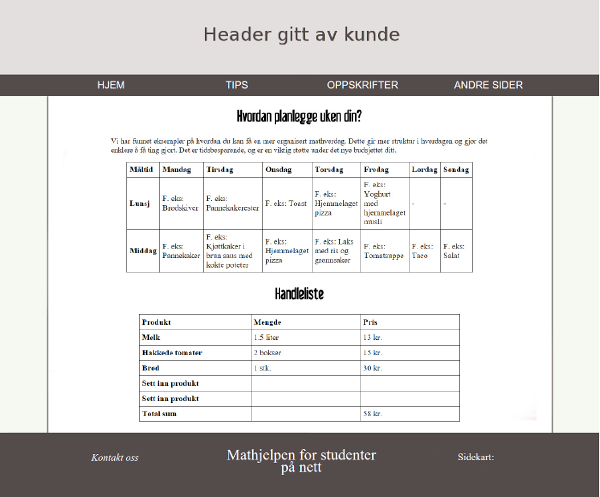 Header gitt av kunde
HJEM TIPS OPPSKRIFTER ANDRE SIDER
Hvordan planlegge uken din?
Vi har funnet eksempler på hvordan du kan få en mer organisert mathverdag. Dette gir mer struktur i hverdagen og gjør det
enklere å få ting gjort. Det er tidsbesparende, og er en viktig støtte under det nye budsjettet ditt.
Måltid Mandag Tirsdag Onsdag Torsdag Fredag Lørdag Søndag
Lunsj F. eks: Brødskiver F. eks: Pannekakerester F. eks: Toast F. eks: Hjemmelaget pizza F. eks: Yoghurt med hjemmelaget musli - -
Middag F. eks: Pannekaker F. eks: Kjøttkaker i brun saus med kokte poteter F. eks: Hjemmelaget pizza F. eks: Laks med ris og grønnsaker F. eks: Tomatsuppe F. eks: Taco F. eks: Salat
Handleliste
Produkt Mengde Pris
Melk 1.5 liter 13 kr.
Hakkede tomater 2 bokser 15 kr.
Brød 1 stk. 30 kr.
Sett inn produkt
Sett inn produkt
Total sum 58 kr.
Kontakt oss
Mathjelpen for studenter
på nett
Sidekart: